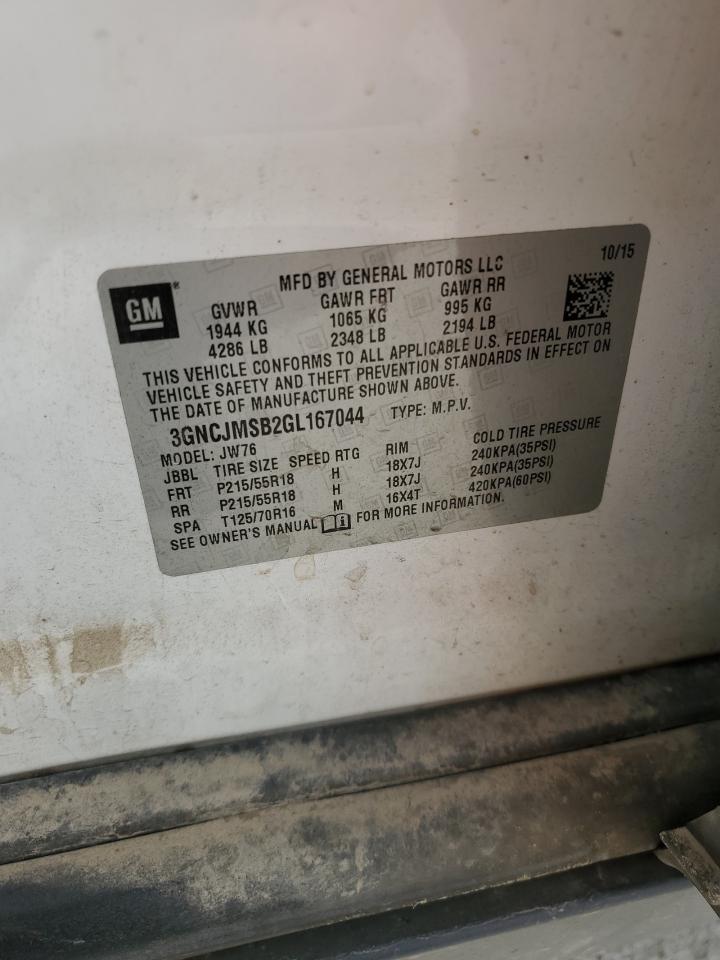 GM ®
MFD BY GENERAL MOTORS LLC 10/15
GVWR GAWR FRT GAWR RR
1944 KG 1065 KG 995 KG
4286 LB 2348 LB 2194 LB
THIS VEHICLE CONFORMS TO ALL APPLICABLE U.S. FEDERAL MOTOR
VEHICLE SAFETY AND THEFT PREVENTION STANDARDS IN EFFECT ON
THE DATE OF MANUFACTURE SHOWN ABOVE.
3GNCJMSB2GL167044 TYPE: M.P.V.
MODEL: JW76
JBBL TIRE SIZE SPEED RTG RIM COLD TIRE PRESSURE
FRT P215/55R18 H 18X7J 240KPA(35PSI)
RR P215/55R18 H 18X7J 240KPA(35PSI)
SPA T125/70R16 M 16X4T 420KPA(60PSI)
SEE OWNER'S MANUAL FOR MORE INFORMATION.